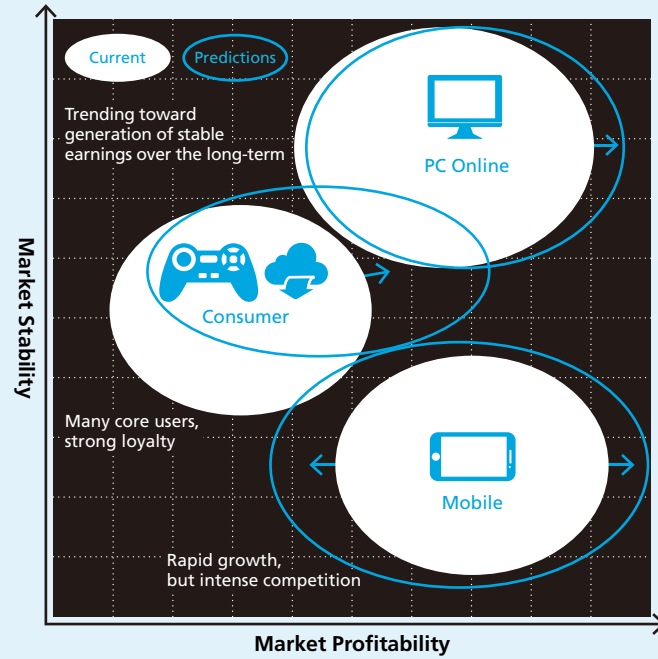 Current
Predictions
Trending toward
generation of stable
earnings over the long-term
PC Online
Consumer
Market Stability
Many core users,
strong loyalty
Mobile
Rapid growth,
but intense competition
Market Profitability